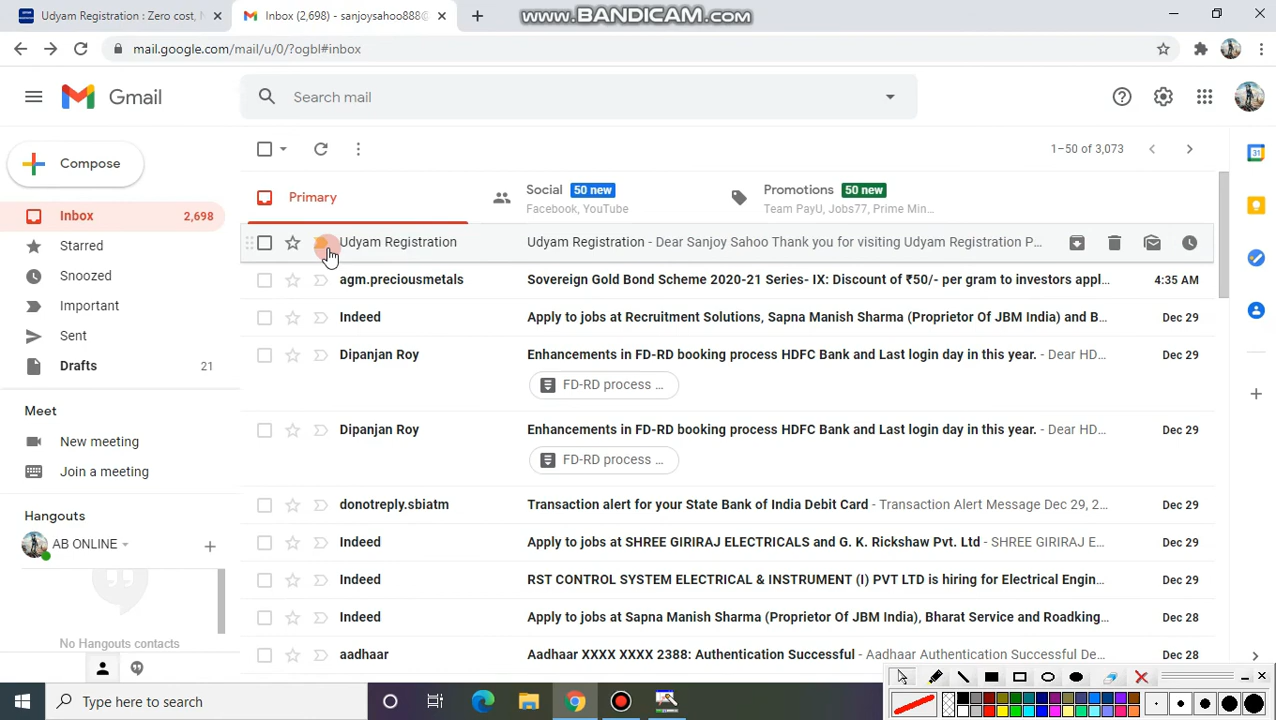 Udyam Registration : Zero cost, N
Inbox (2,698) - sanjoysahoo888@
www.BANDICAM.com
mail.google.com/mail/u/0/?ogbl#inbox
Gmail
Search mail
Compose
1–50 of 3,073
Inbox 2,698
Starred
Snoozed
Important
Sent
Drafts 21
Meet
New meeting
Join a meeting
Hangouts
AB ONLINE
No Hangouts contacts
Primary
Social 50 new
Facebook, YouTube
Promotions 50 new
Team PayU, Jobs77, Prime Min...
Udyam Registration Udyam Registration - Dear Sanjoy Sahoo Thank you for visiting Udyam Registration P...
agm.preciousmetals Sovereign Gold Bond Scheme 2020-21 Series- IX: Discount of ₹50/- per gram to investors appl... 4:35 AM
Indeed Apply to jobs at Recruitment Solutions, Sapna Manish Sharma (Proprietor Of JBM India) and B... Dec 29
Dipanjan Roy Enhancements in FD-RD booking process HDFC Bank and Last login day in this year. - Dear HD... Dec 29
FD-RD process ...
Dipanjan Roy Enhancements in FD-RD booking process HDFC Bank and Last login day in this year. - Dear HD... Dec 29
FD-RD process ...
donotreply.sbiatm Transaction alert for your State Bank of India Debit Card - Transaction Alert Message Dec 29, 2... Dec 29
Indeed Apply to jobs at SHREE GIRIRAJ ELECTRICALS and G. K. Rickshaw Pvt. Ltd - SHREE GIRIRAJ E... Dec 29
Indeed RST CONTROL SYSTEM ELECTRICAL & INSTRUMENT (I) PVT LTD is hiring for Electrical Engin... Dec 29
Indeed Apply to jobs at Sapna Manish Sharma (Proprietor Of JBM India), Bharat Service and Roadking... Dec 28
aadhaar Aadhaar XXXX XXXX 2388: Authentication Successful - Aadhaar Authentication Successful De... Dec 28
31
Type here to search